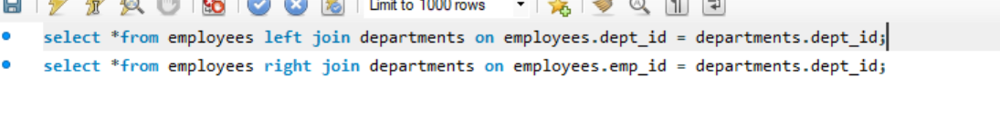 Limit to 1000 rows
select *from employees left join departments on employees.dept_id = departments.dept_id;
select *from employees right join departments on employees.emp_id = departments.dept_id;